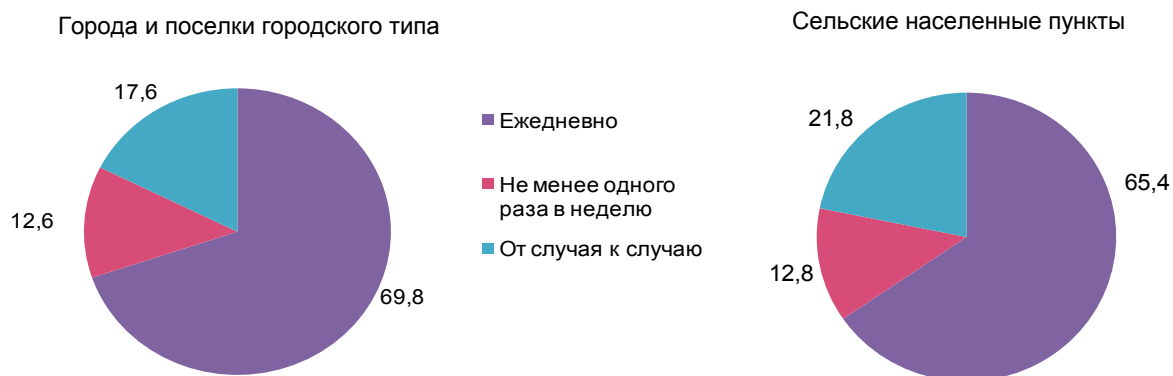 Города и поселки городского типа
17,6
12,6
69,8
Ежедневно
Не менее одного
раза в неделю
От случая к случаю
Сельские населенные пункты
21,8
65,4
12,8